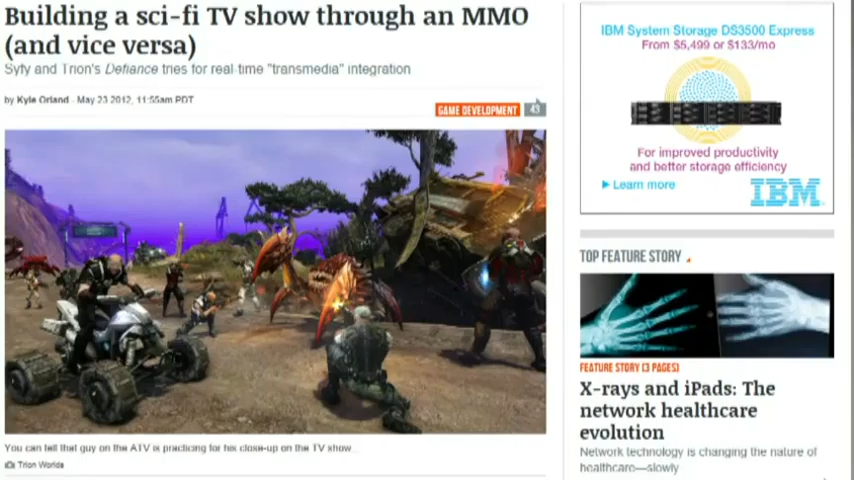 Building a sci-fi TV show through an MMO
(and vice versa)
Syfy and Trion's Defiance tries for real-time "transmedia" integration
by Kyle Orland - May 23 2012, 11:55am PDT
GAME DEVELOPMENT 43
You can tell that guy on the ATV is practicing for his close-up on the TV show
Trion Worlds
IBM System Storage DS3500 Express
From $5,499 or $133/mo
For improved productivity
and better storage efficiency
Learn more
IBM
TOP FEATURE STORY
FEATURE STORY (3 PAGES)
X-rays and iPads: The
network healthcare
evolution
Network technology is changing the nature of
healthcare—slowly